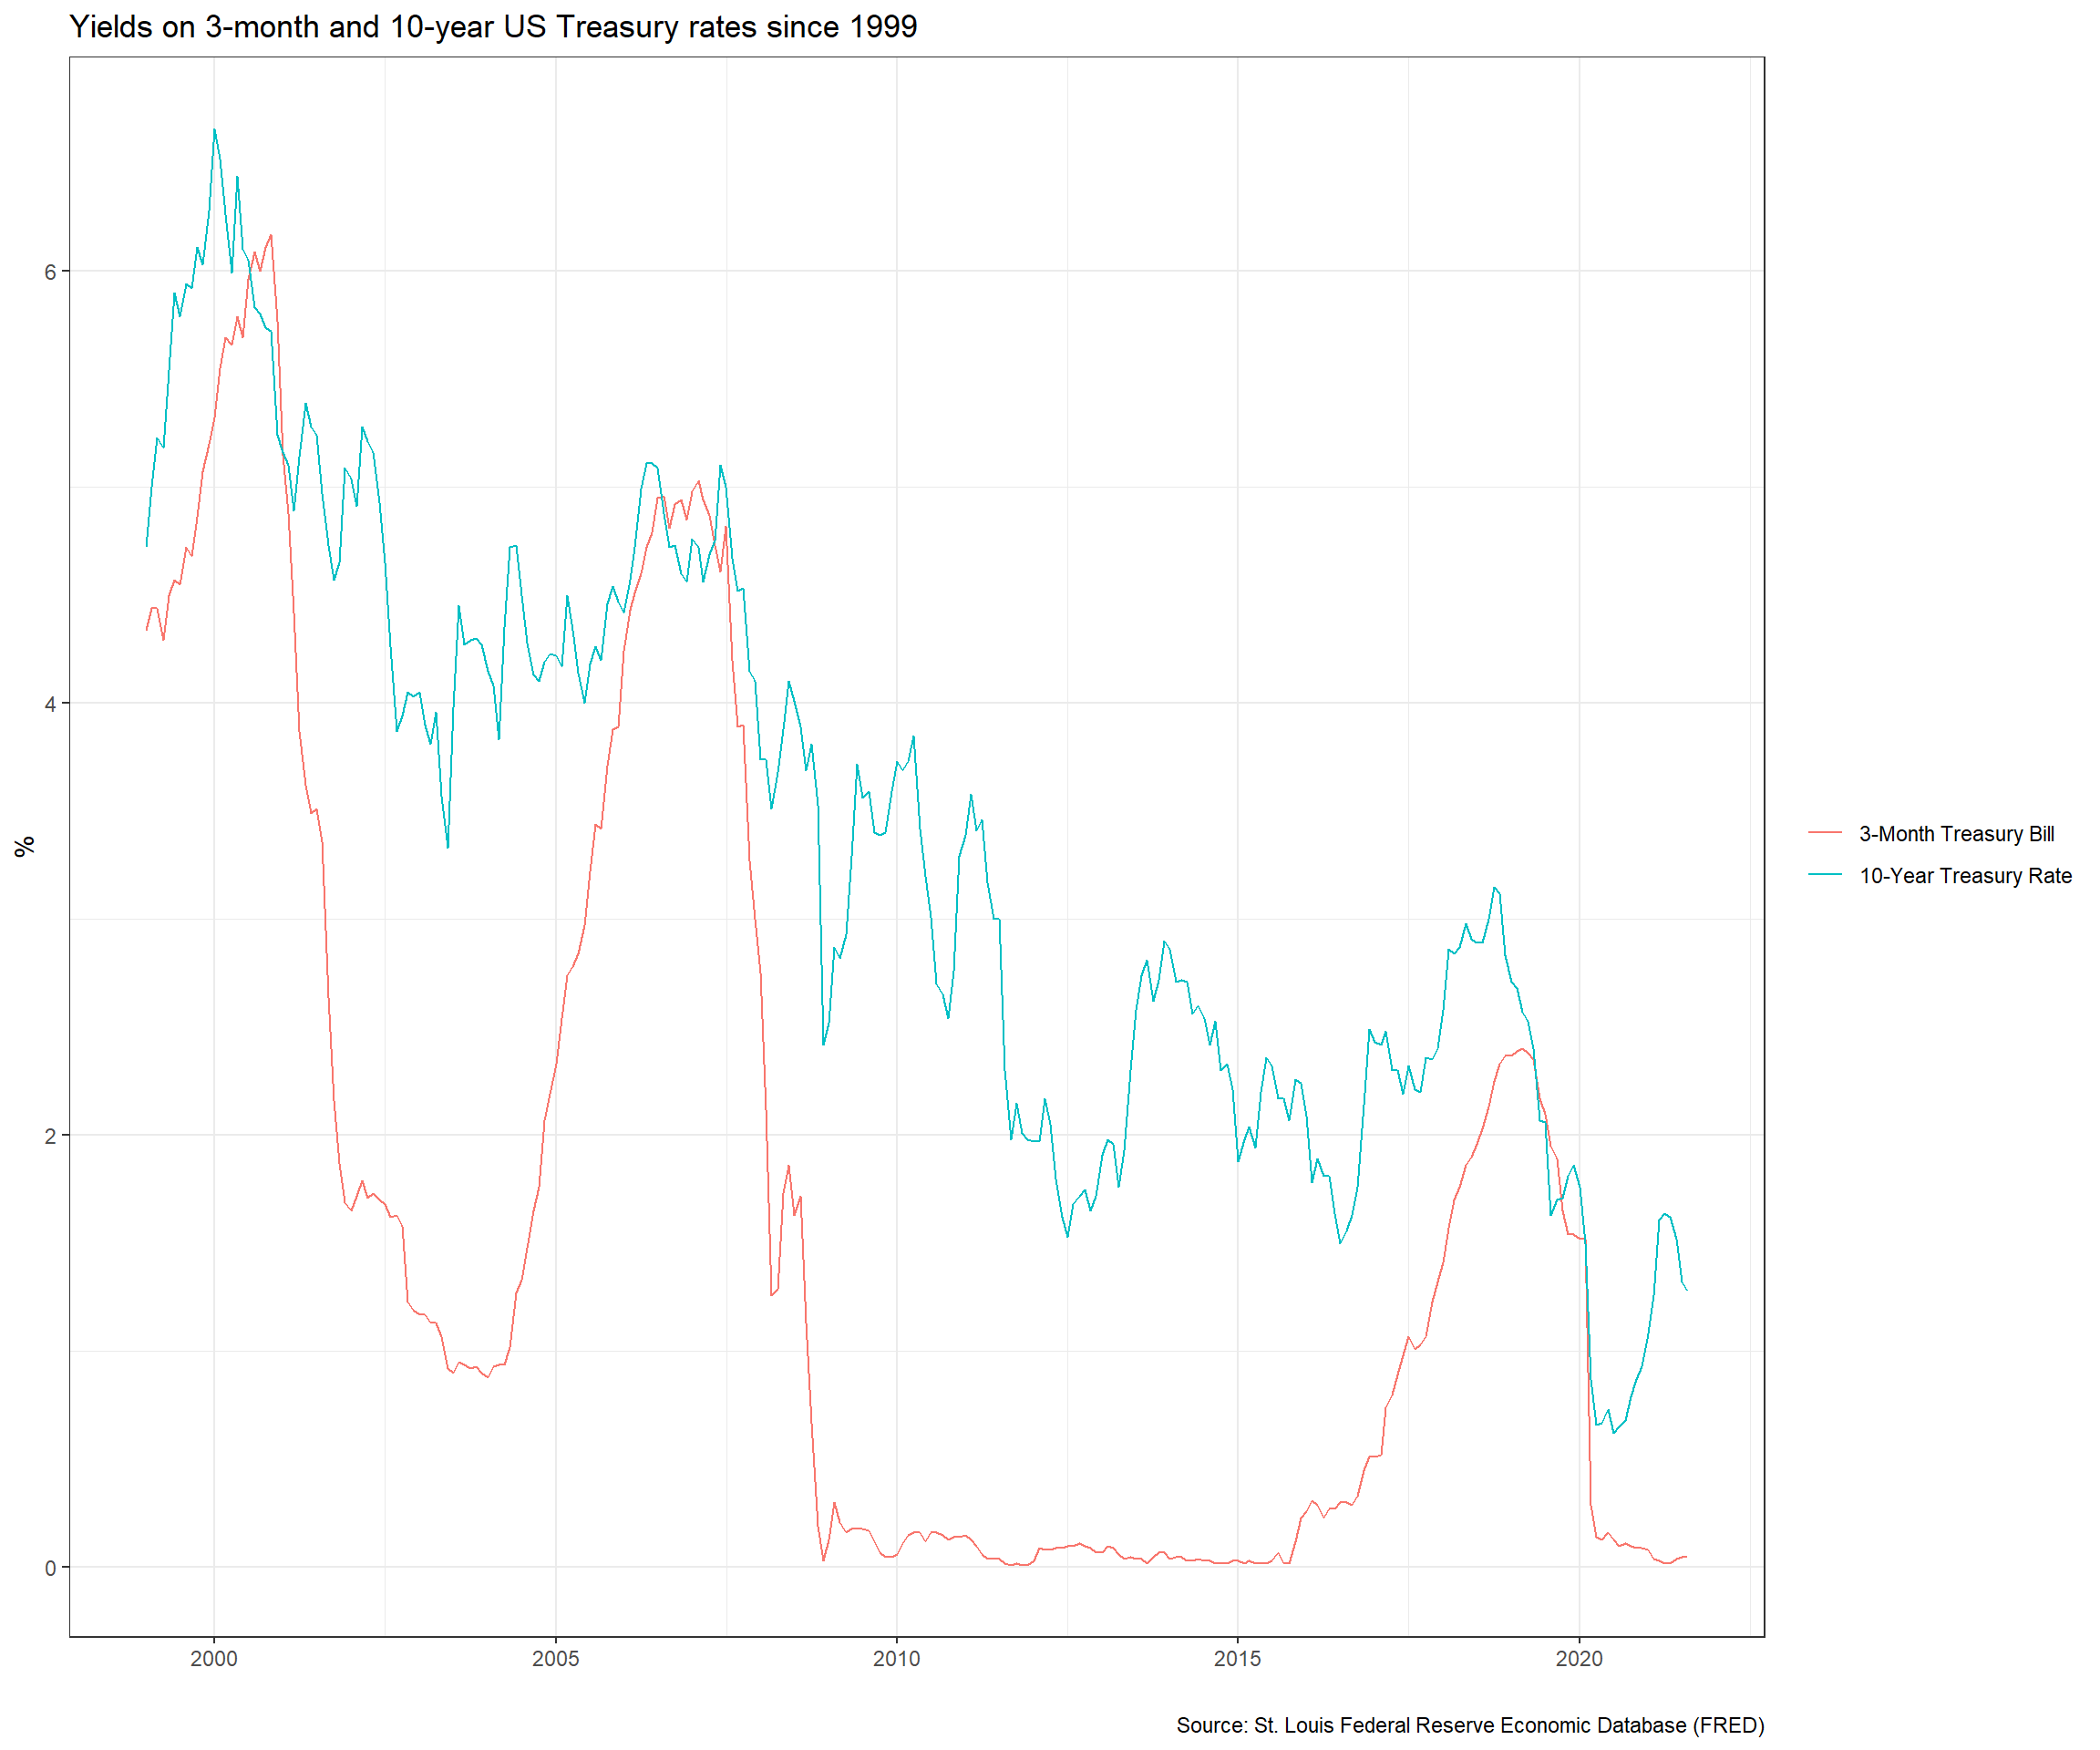 Yields on 3-month and 10-year US Treasury rates since 1999
6
4
2
0
%
2000
2005
2010
2015
2020
3-Month Treasury Bill
10-Year Treasury Rate
Source: St. Louis Federal Reserve Economic Database (FRED)